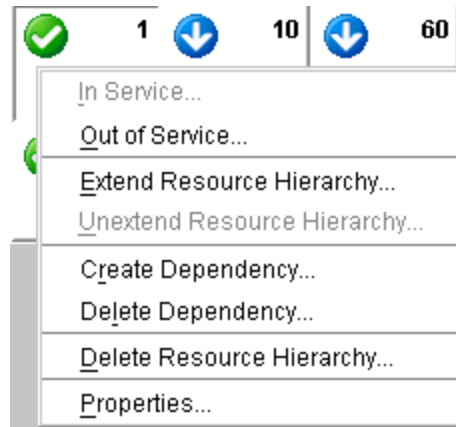 1 10 60
In Service...
Out of Service...
Extend Resource Hierarchy...
Unextend Resource Hierarchy...
Create Dependency...
Delete Dependency...
Delete Resource Hierarchy...
Properties...